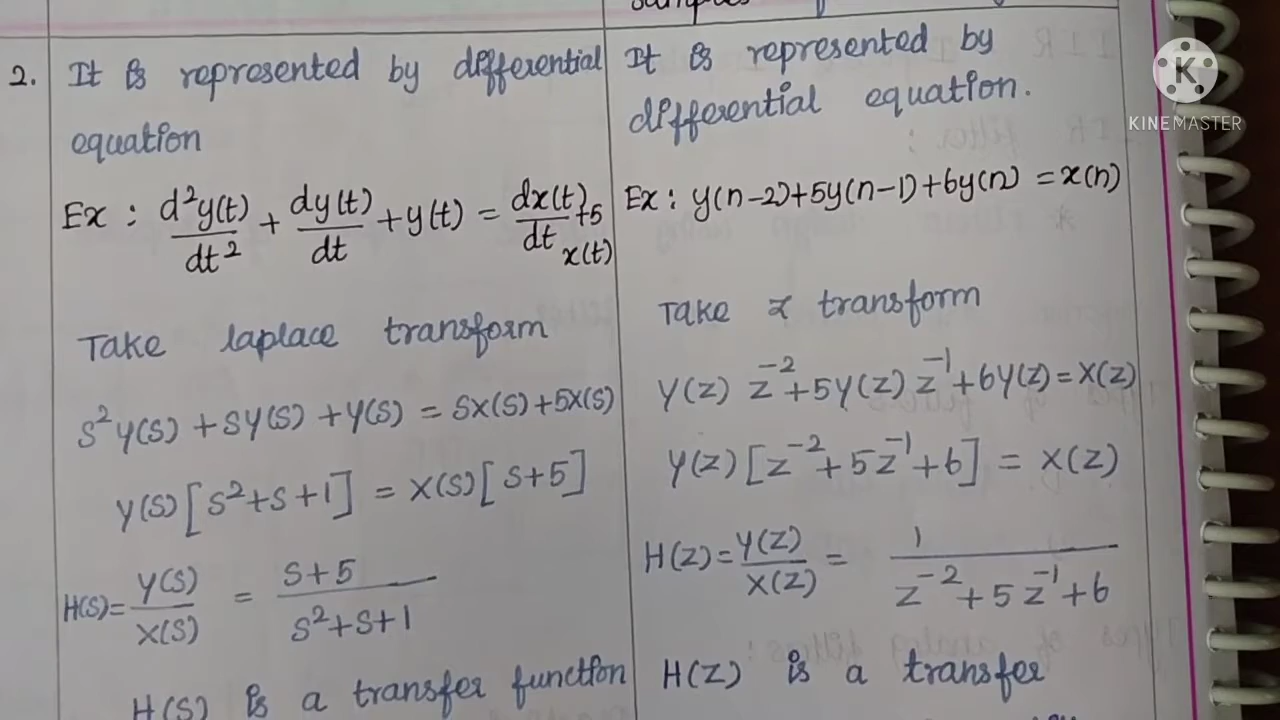 samples
2. It is represented by differential
equation
Ex : d²y(t)/dt² + dy(t)/dt + y(t) = dx(t)/dt + 5
x(t)
Take laplace transform
s²y(s) + sy(s) + y(s) = sx(s) + 5x(s)
y(s) [s² + s + 1] = x(s) [s + 5]
H(s) = y(s)/x(s) = s + 5 / s² + s + 1
H(s) is a transfer function
It is represented by
differential equation.
Ex : y(n-2) + 5y(n-1) + 6y(n) = x(n)
Take z transform
y(z) z⁻² + 5y(z) z⁻¹ + 6y(z) = x(z)
y(z) [z⁻² + 5z⁻¹ + 6] = x(z)
H(z) = y(z)/x(z) = 1 / z⁻² + 5z⁻¹ + 6
H(z) is a transfer
K
KINEMASTER